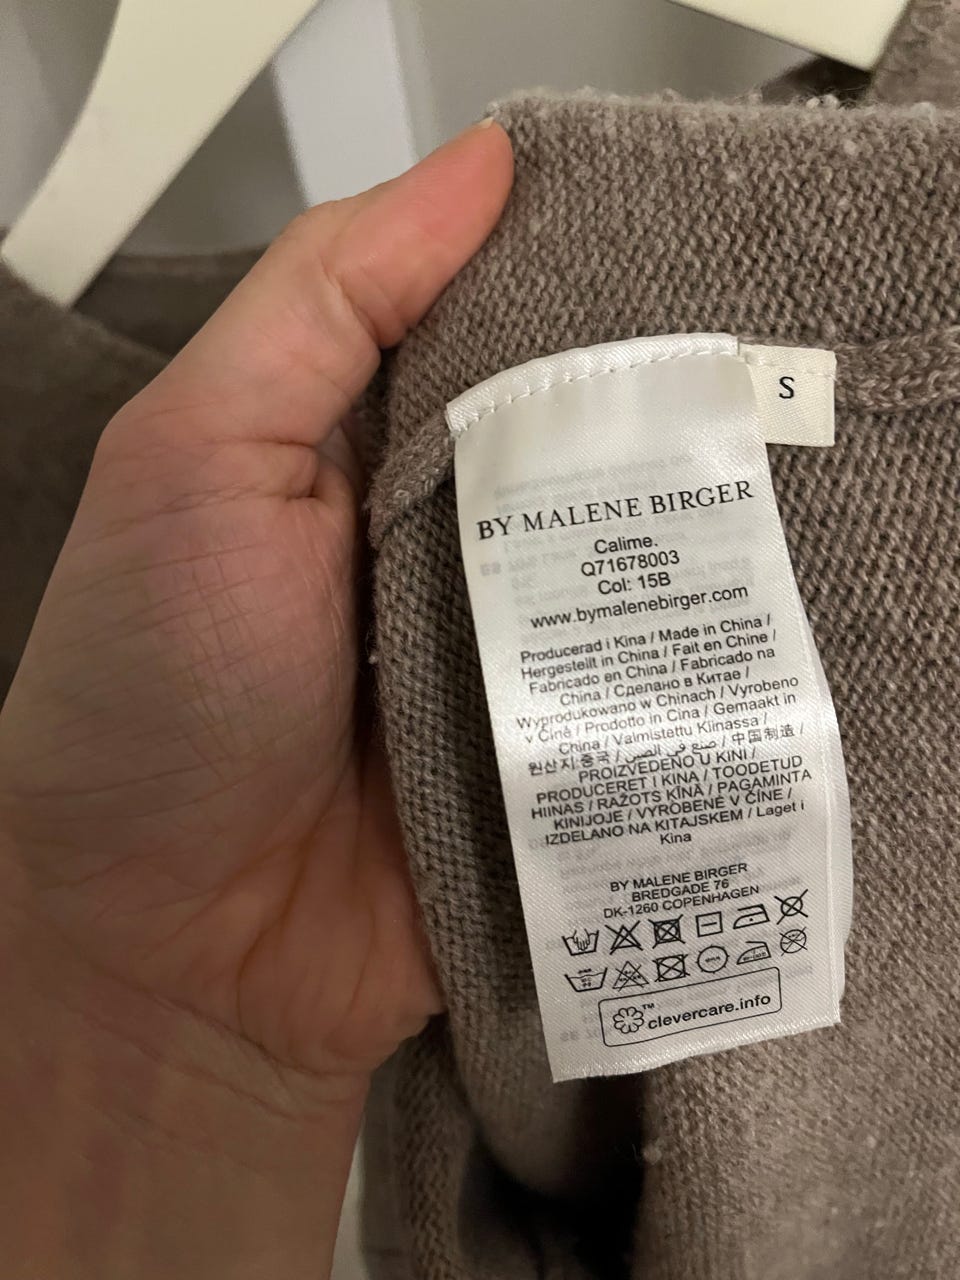 S
BY MALENE BIRGER
Calime.
Q71678003
Col: 15B
www.bymalenebirger.com
Producerad i Kina / Made in China /
Hergestellt in China / Fait en Chine /
Fabricado en China / Fabricado na
China / Сделано в Китае /
Wyprodukowano w Chinach / Vyrobeno
v Číně / Prodotto in Cina / Gemaakt in
China / Valmistettu Kiinassa /
원산지:중국 / صنع في الصين / 中国制造 /
PROIZVEDENO U KINI /
PRODUCERET I KINA / TOODETUD
HIINAS / RAŽOTS ĶĪNĀ / PAGAMINTA
KINIJOJE / VYROBENÉ V ČÍNE /
IZDELANO NA KITAJSKEM / Laget i
Kina
BY MALENE BIRGER
BREDGADE 76
DK-1260 COPENHAGEN
™ clevercare.info